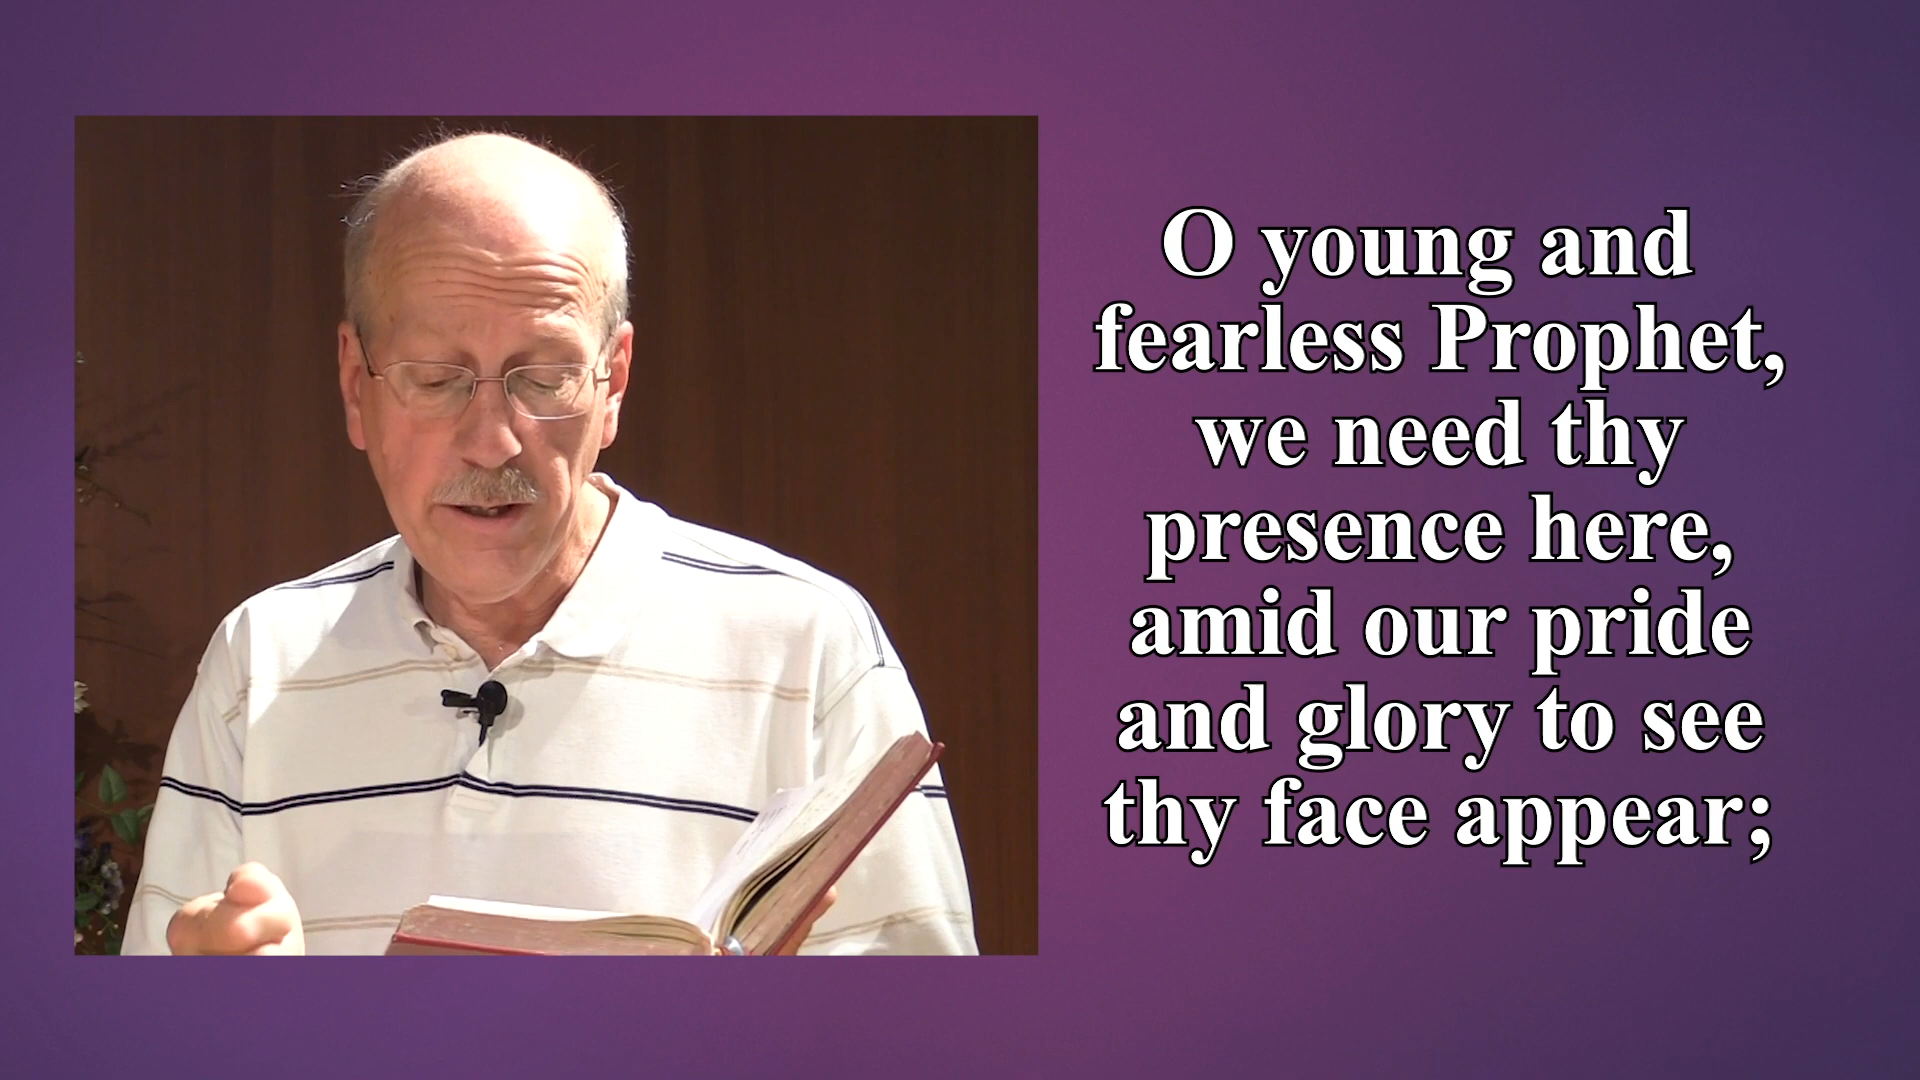 O young and
fearless Prophet,
we need thy
presence here,
amid our pride
and glory to see
thy face appear;